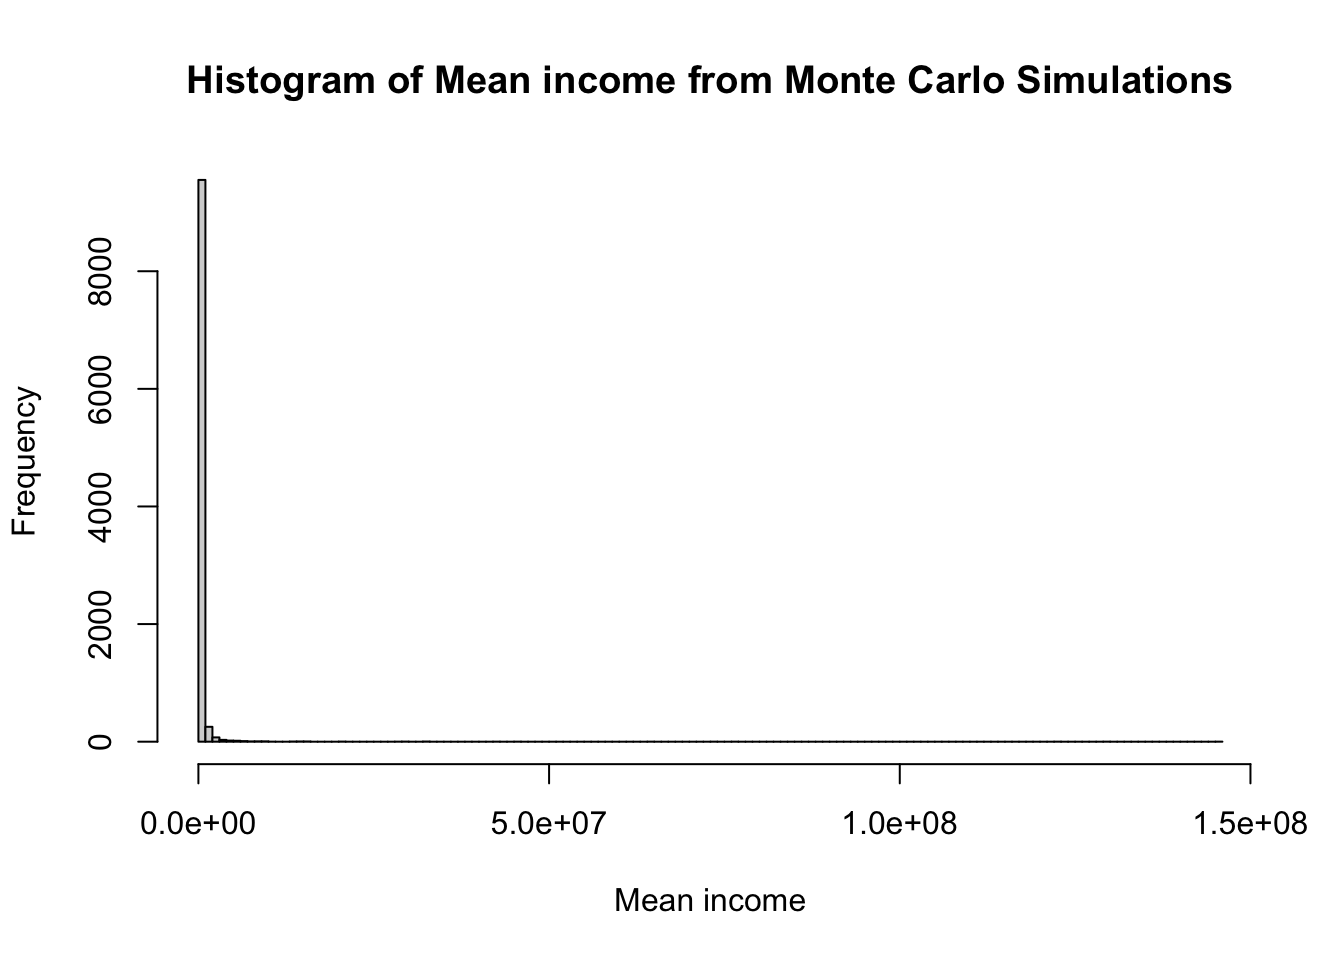 Histogram of Mean income from Monte Carlo Simulations
Frequency
8000
6000
4000
2000
0
0.0e+00 5.0e+07 1.0e+08 1.5e+08
Mean income